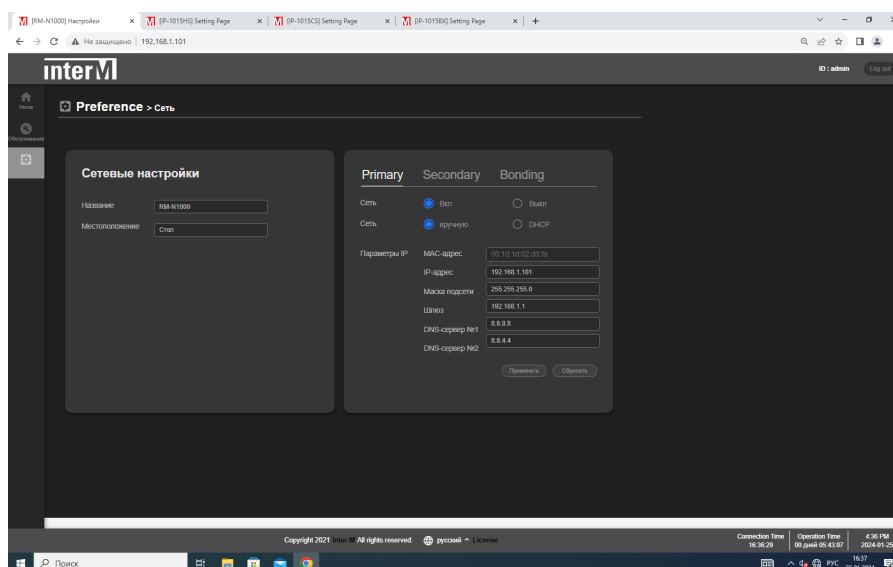 [RM-N1000] Настройки
[IP-1015HS] Setting Page
[IP-1015CS] Setting Page
[IP-1015BX] Setting Page
Не защищено 192.168.1.101
interM
ID : admin
Log out
Home
Preference > Сеть
Обслуживание
Сетевые настройки
Название RM-N1000
Местоположение Стол
Primary Secondary Bonding
Сеть Вкл Выкл
Сеть вручную DHCP
Параметры IP MAC-адрес 00:1d:1d:02:d3:fa
IP-адрес 192.168.1.101
Маска подсети 255.255.255.0
Шлюз 192.168.1.1
DNS-сервер №1 8.8.8.8
DNS-сервер №2 8.8.4.4
Применить Сбросить
Copyright 2021 Inter-M All rights reserved. русский License
Connection Time
16:36:29
Operation Time
00 дней 05:43:07
4:36 PM
2024-01-25
Поиск
РУС
16:37